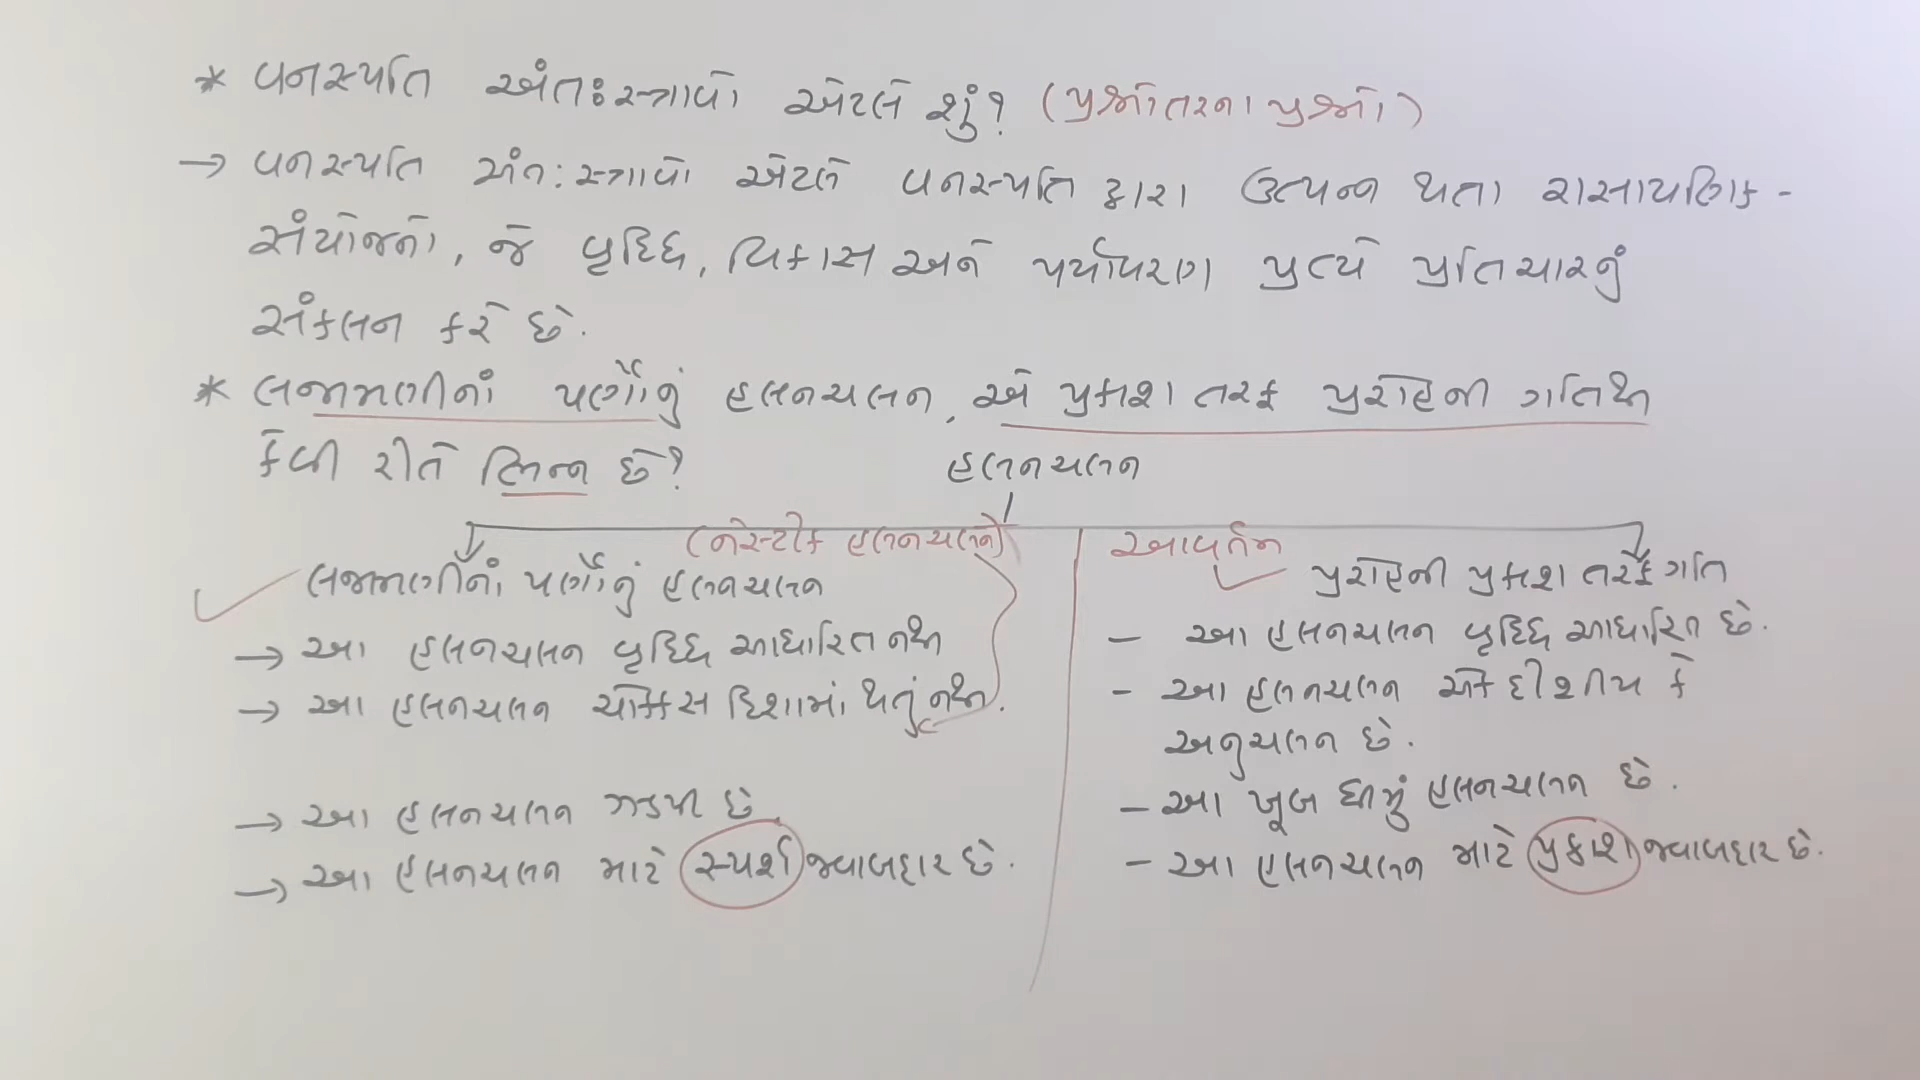 * વનસ્પતિ અંતઃસ્ત્રાવો એટલે શું? (પ્રશ્નોતરના પ્રશ્નો)
→ વનસ્પતિ અંતઃસ્ત્રાવો એટલે વનસ્પતિ દ્વારા ઉત્પન્ન થતા રાસાયણિક -
સંયોજનો, જે વૃદ્ધિ, વિકાસ અને પર્યાવરણ પ્રત્યે પ્રતિચારનું
સંકલન કરે છે.
* લજામણીનાં પર્ણોનું હલનચલન, એ પ્રકાશ તરફ પ્રરોહની ગતિથી
કેવી રીતે ભિન્ન છે?
હલનચલન
(નેસ્ટીક હલનચલન)
લજામણીનાં પર્ણોનું હલનચલન
→ આ હલનચલન વૃદ્ધિ આધારિત નથી
→ આ હલનચલન ચોક્કસ દિશામાં થતું નથી.
→ આ હલનચલન ઝડપી છે.
→ આ હલનચલન માટે સ્પર્શ જવાબદાર છે.
આવર્તન
પ્રરોહની પ્રકાશ તરફ ગતિ
– આ હલનચલન વૃદ્ધિ આધારિત છે.
- આ હલનચલન એકદીશીય કે
અનુચલન છે.
– આ ખૂબ ધીમું હલનચલન છે.
– આ હલનચલન માટે પ્રકાશ જવાબદાર છે.